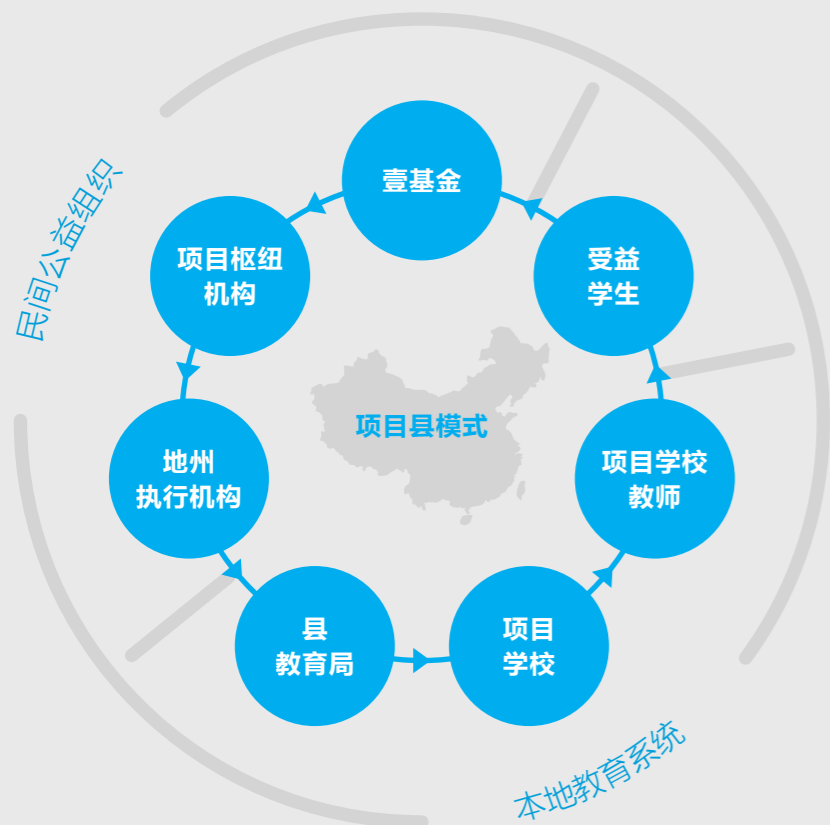 壹基金
项目枢纽
机构
地州
执行机构
县
教育局
项目
学校
项目学校
教师
受益
学生
项目县模式
民间公益组织
本地教育系统